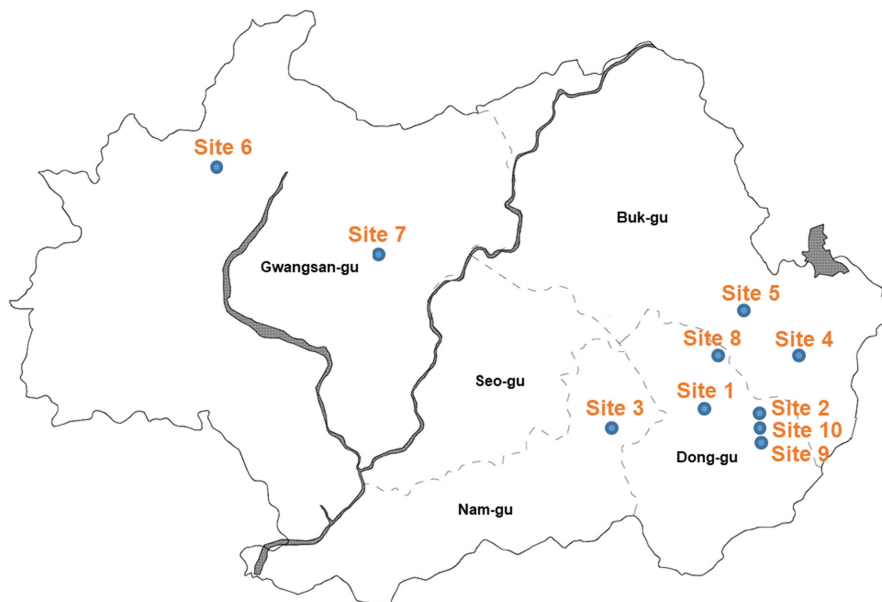 Site 6
Buk-gu
Site 7
Gwangsan-gu
Site 5
Site 8
Site 4
Seo-gu
Site 1
Site 3
Site 2
Site 10
Dong-gu
Site 9
Nam-gu